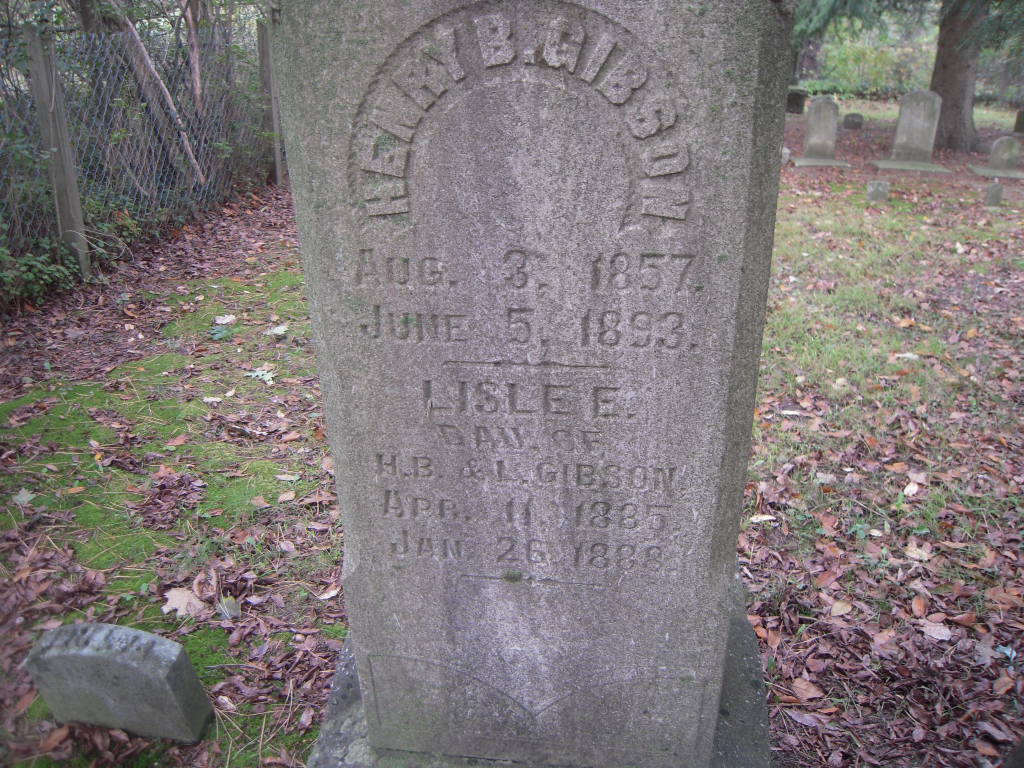 HENRY B. GIBSON
AUG. 3, 1857.
JUNE 5, 1893.
LISLE E.
DAU. OF
H.B. & L. GIBSON.
APR. 11, 1885.
JAN. 26, 1888.